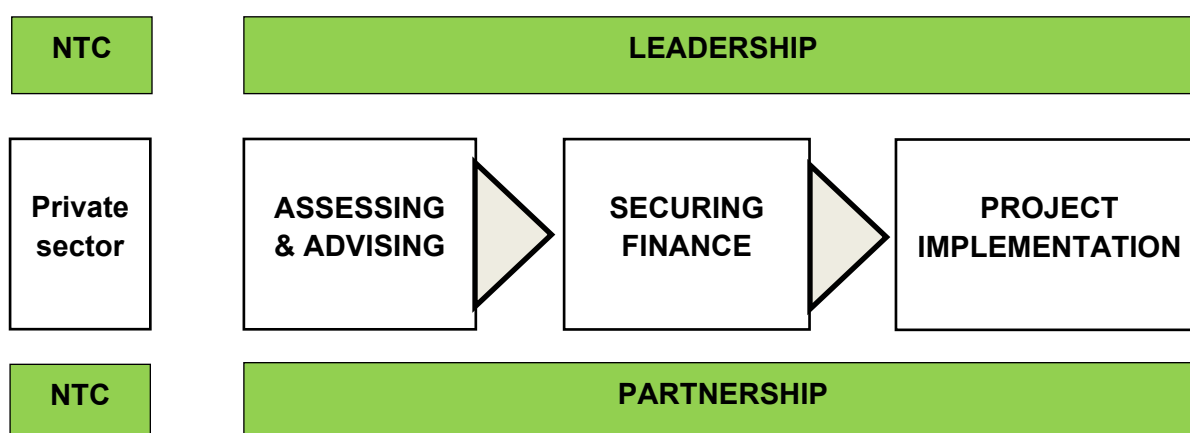 NTC
LEADERSHIP
Private
sector
ASSESSING
& ADVISING
SECURING
FINANCE
PROJECT
IMPLEMENTATION
NTC
PARTNERSHIP